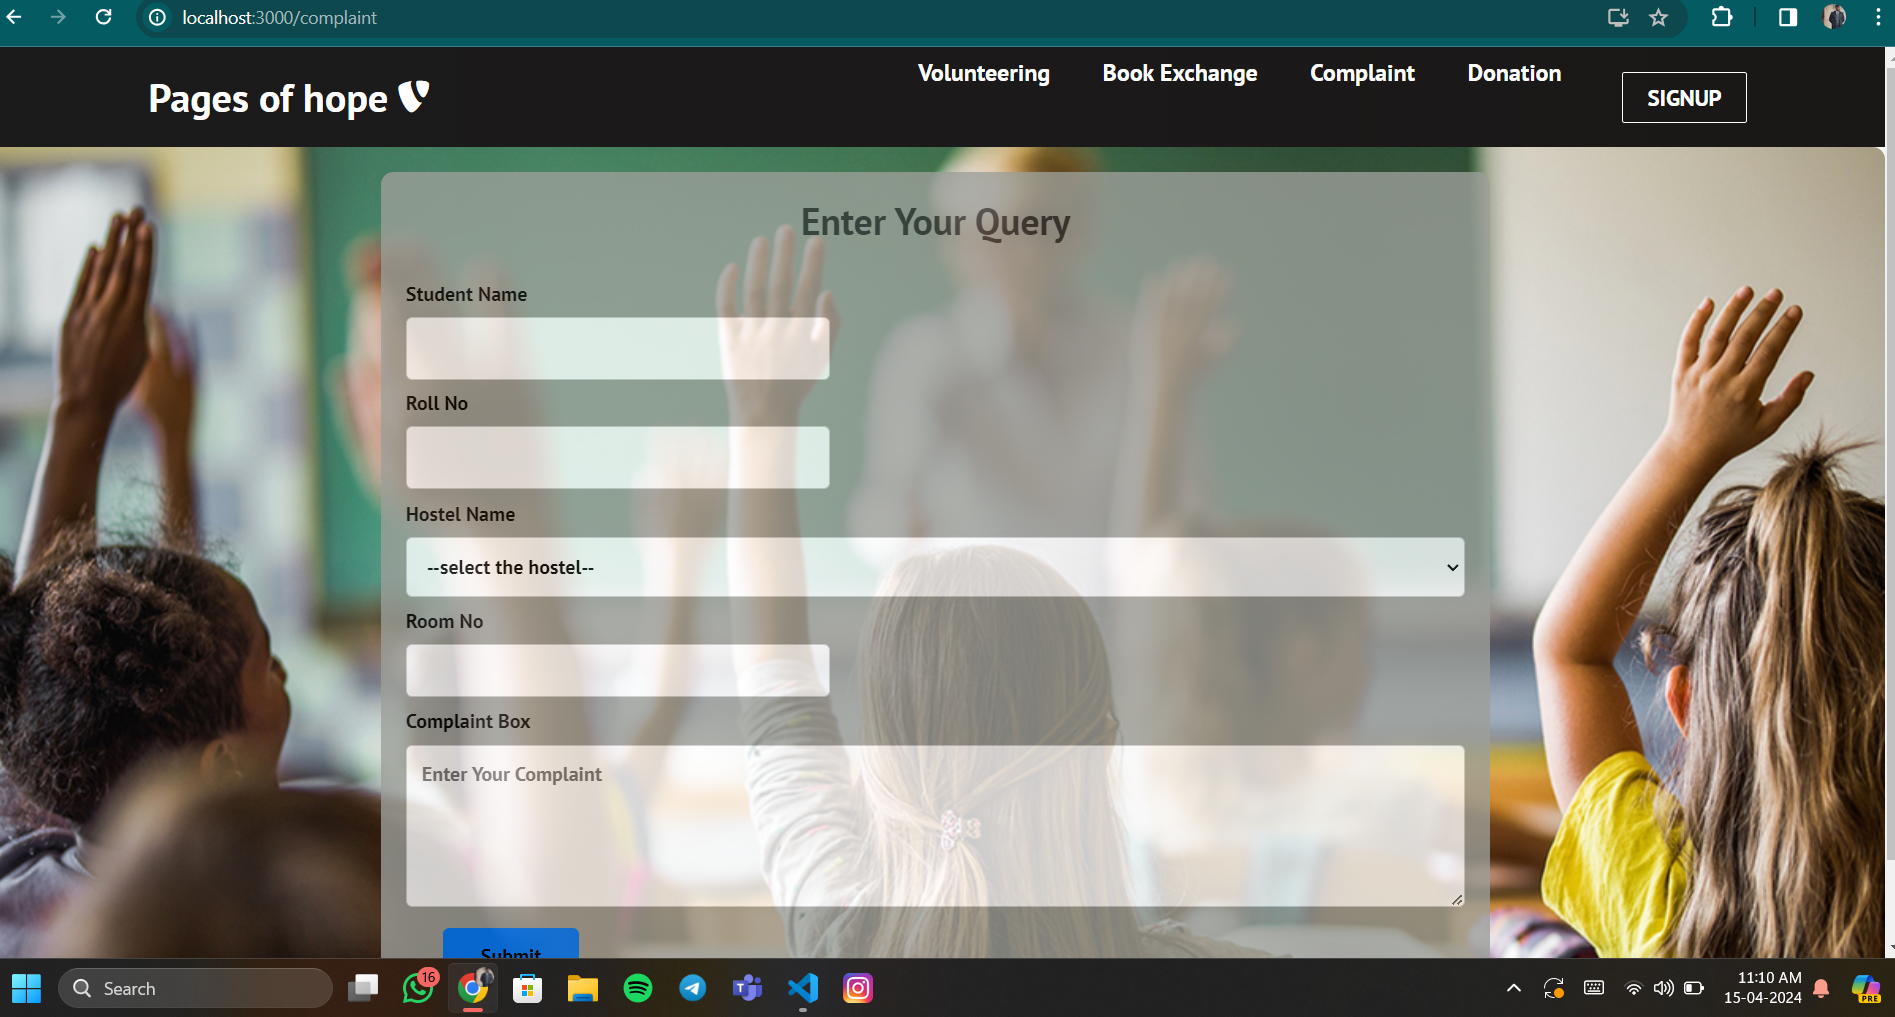 localhost:3000/complaint
Pages of hope
Volunteering Book Exchange Complaint Donation
SIGNUP
Enter Your Query
Student Name
Roll No
Hostel Name
--select the hostel--
Room No
Complaint Box
Enter Your Complaint
Submit
Search
16
T
11:10 AM
15-04-2024
PRE